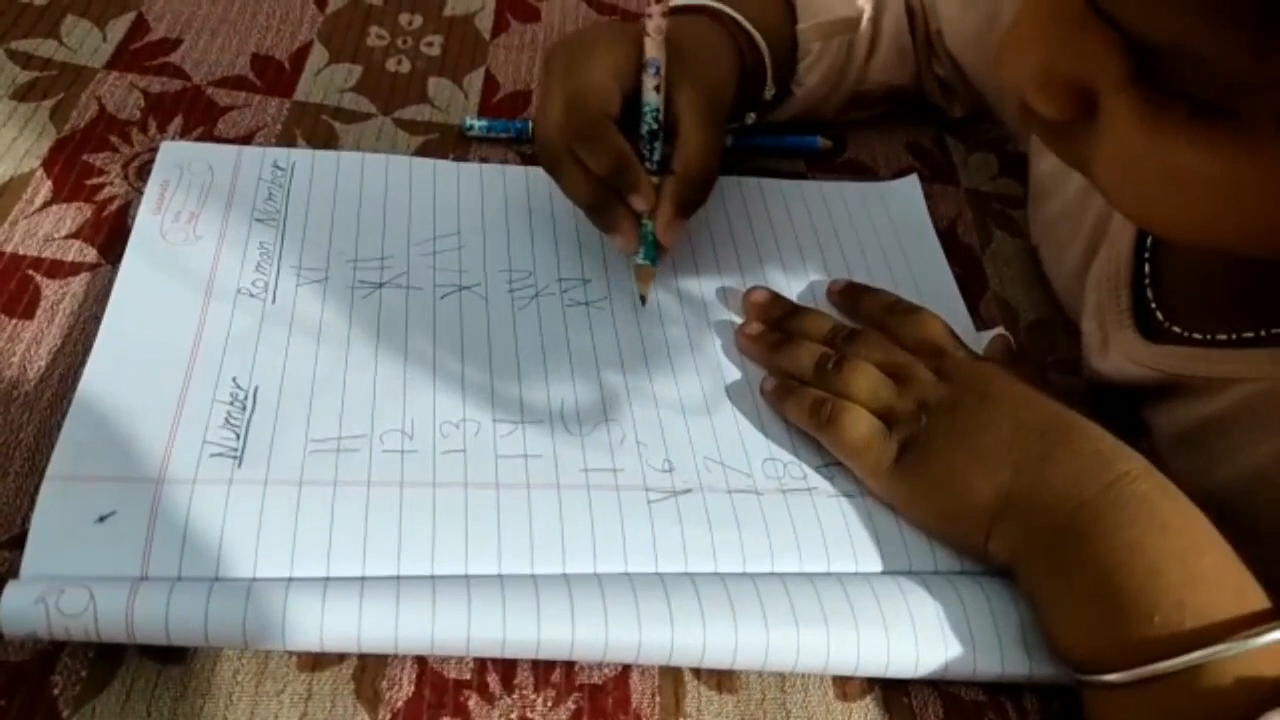 Number Roman Number
11 XI
12 XII
13 XIII
14 XIV
15 XV
16
17
18